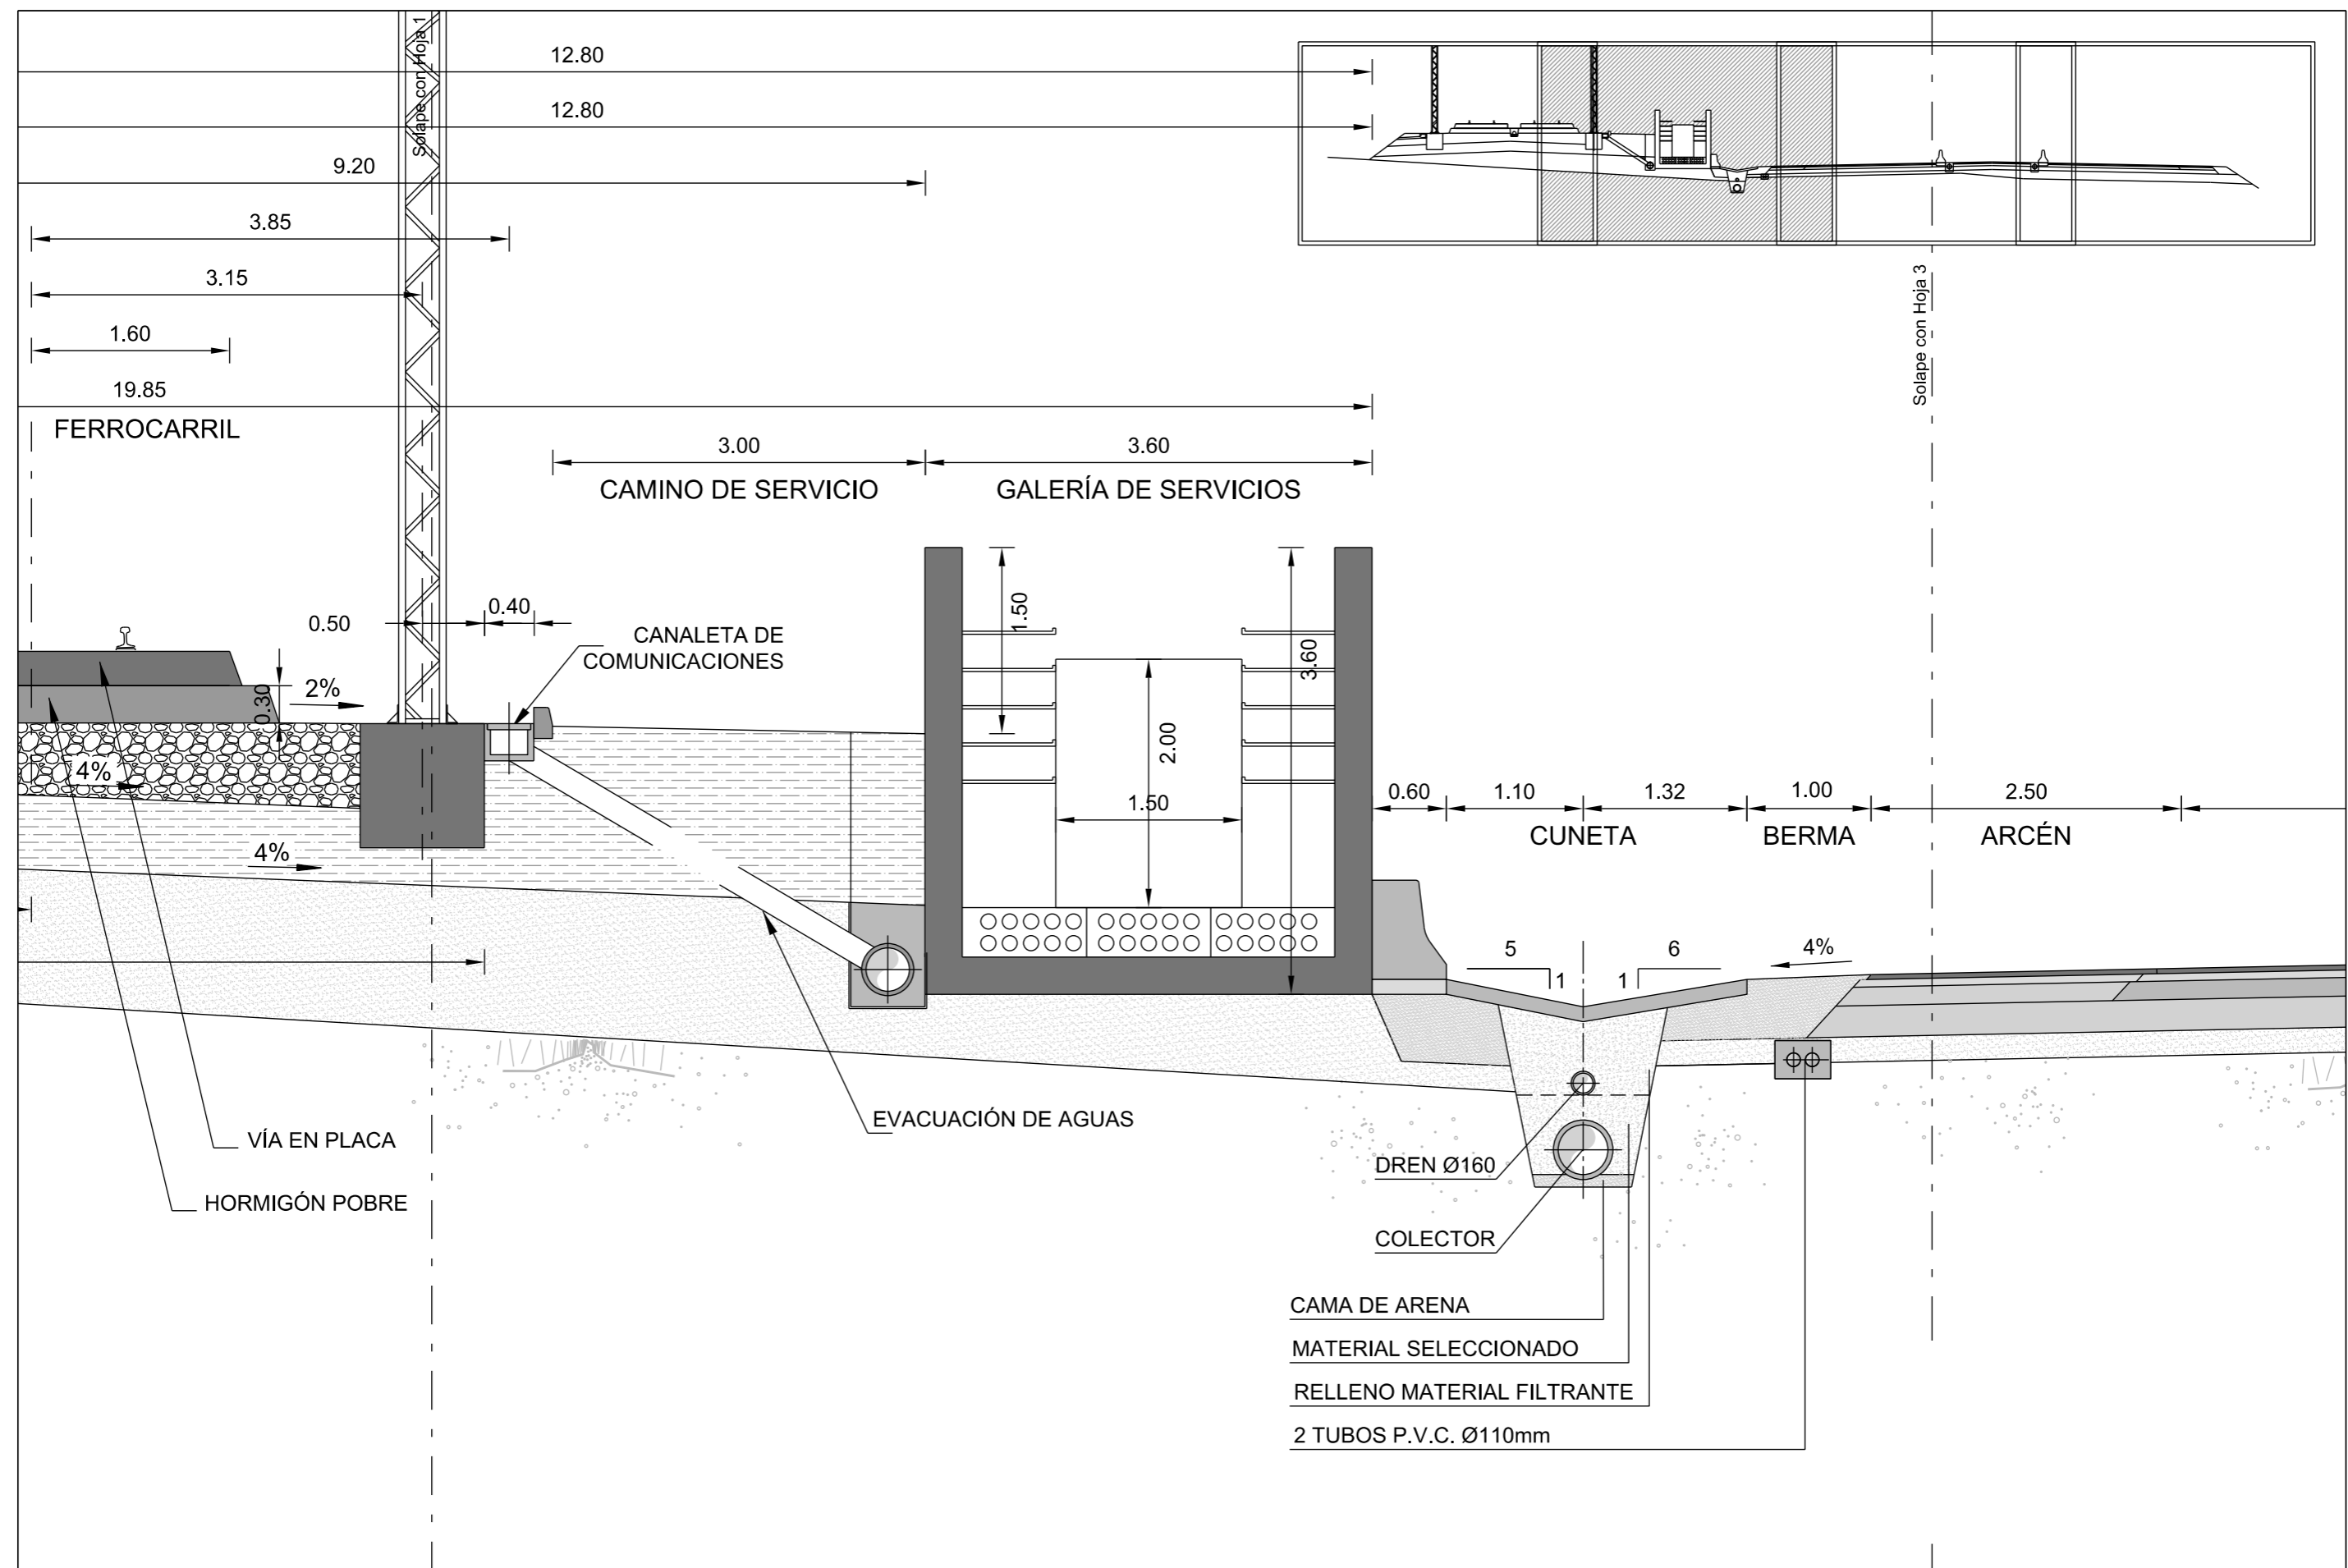 Solape con Hoja 1
12.80
12.80
9.20
3.85
3.15
1.60
19.85
FERROCARRIL
3.00
3.60
CAMINO DE SERVICIO
GALERÍA DE SERVICIOS
Solape con Hoja 3
0.50
0.40
CANALETA DE
COMUNICACIONES
1.50
3.60
0.30
2%
4%
4%
2.00
1.50
0.60
1.10
1.32
1.00
2.50
CUNETA
BERMA
ARCÉN
5
1
1
6
4%
VÍA EN PLACA
HORMIGÓN POBRE
EVACUACIÓN DE AGUAS
DREN Ø160
COLECTOR
CAMA DE ARENA
MATERIAL SELECCIONADO
RELLENO MATERIAL FILTRANTE
2 TUBOS P.V.C. Ø110mm